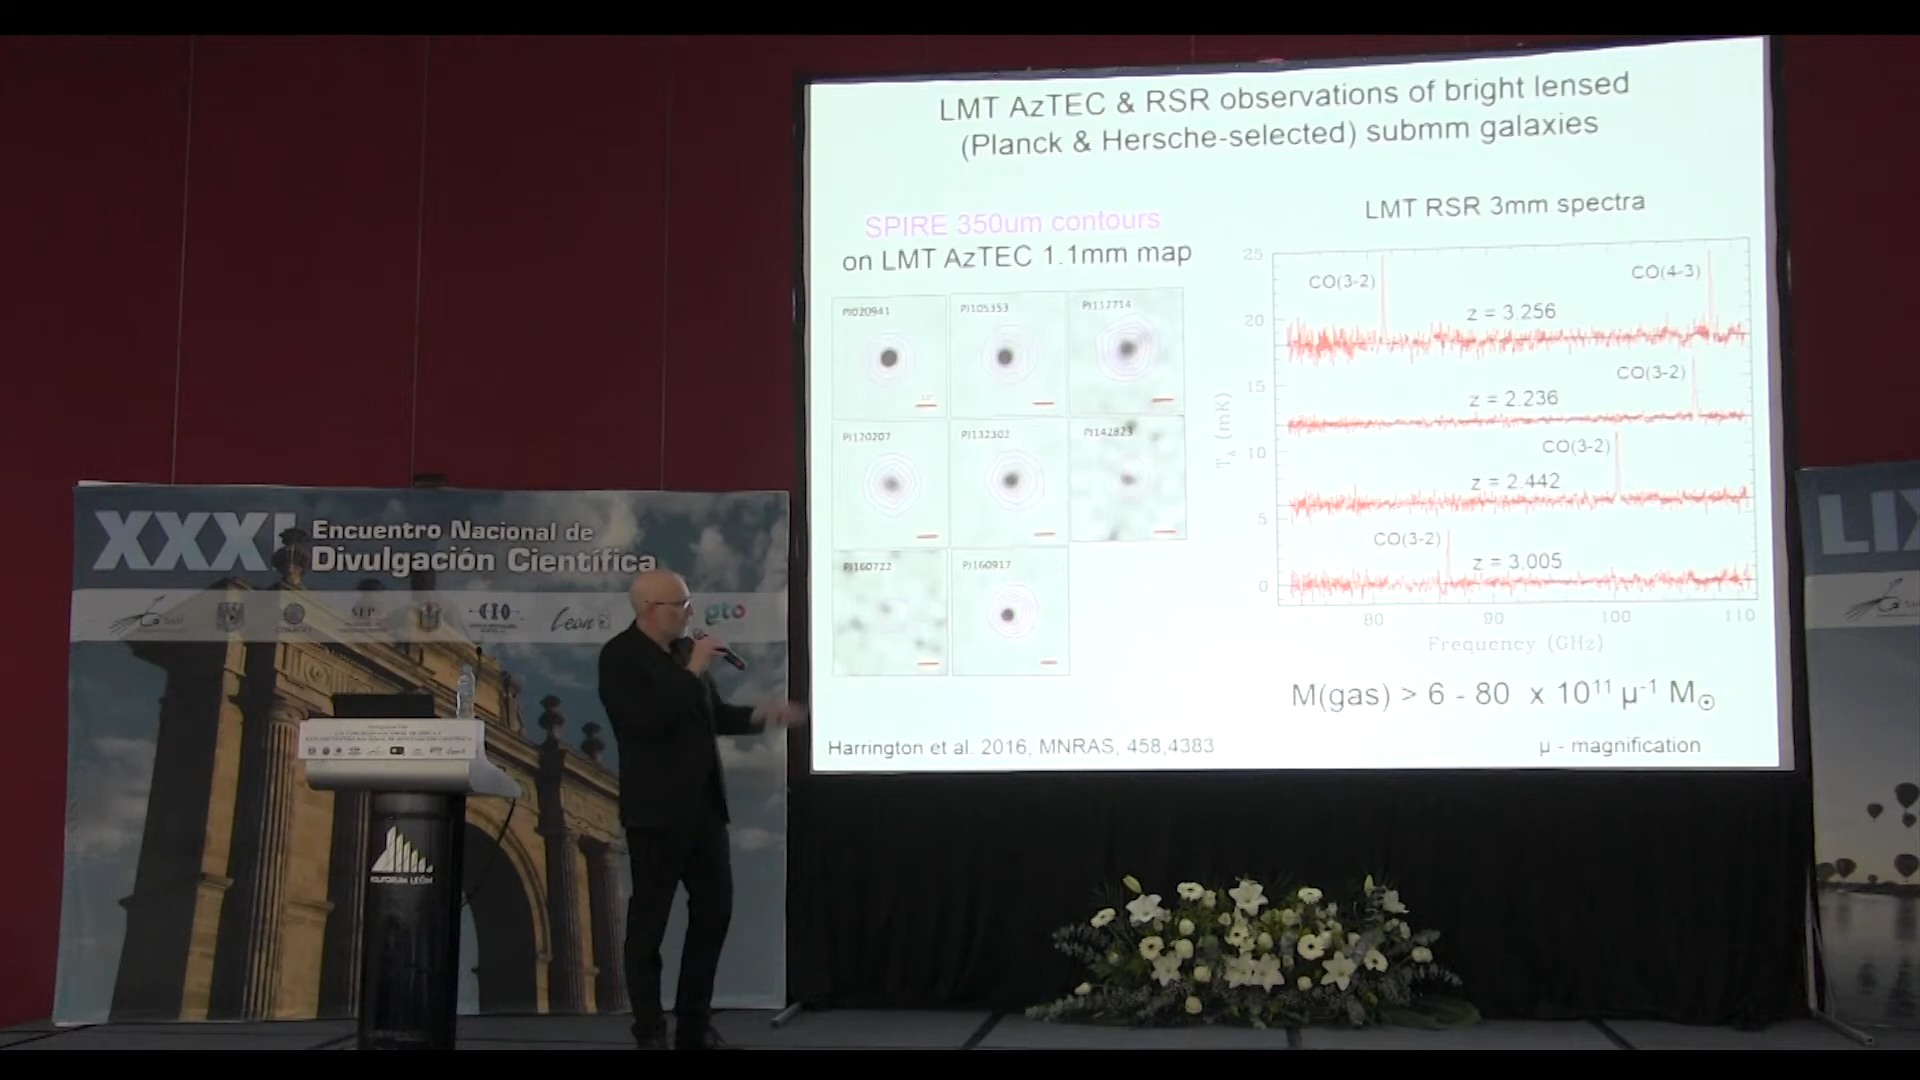 LMT AzTEC & RSR observations of bright lensed
(Planck & Hersche-selected) submm galaxies
SPIRE 350um contours
on LMT AzTEC 1.1mm map
PJ020941
PJ105353
PJ117714
PJ120207
PJ132302
PJ142823
PJ160722
PJ160917
LMT RSR 3mm spectra
25
20
15
10
5
0
T_A (mK)
CO(3-2)
CO(4-3)
z = 3.256
CO(3-2)
z = 2.236
CO(3-2)
z = 2.442
CO(3-2)
z = 3.005
80 90 100 110
Frequency (GHz)
M(gas) > 6 - 80 x 10¹¹ µ⁻¹ M☉
Harrington et al. 2016, MNRAS, 458,4383
µ - magnification
XXXI Encuentro Nacional de
Divulgación Científica
SEP
CIO
León
gto
LIX